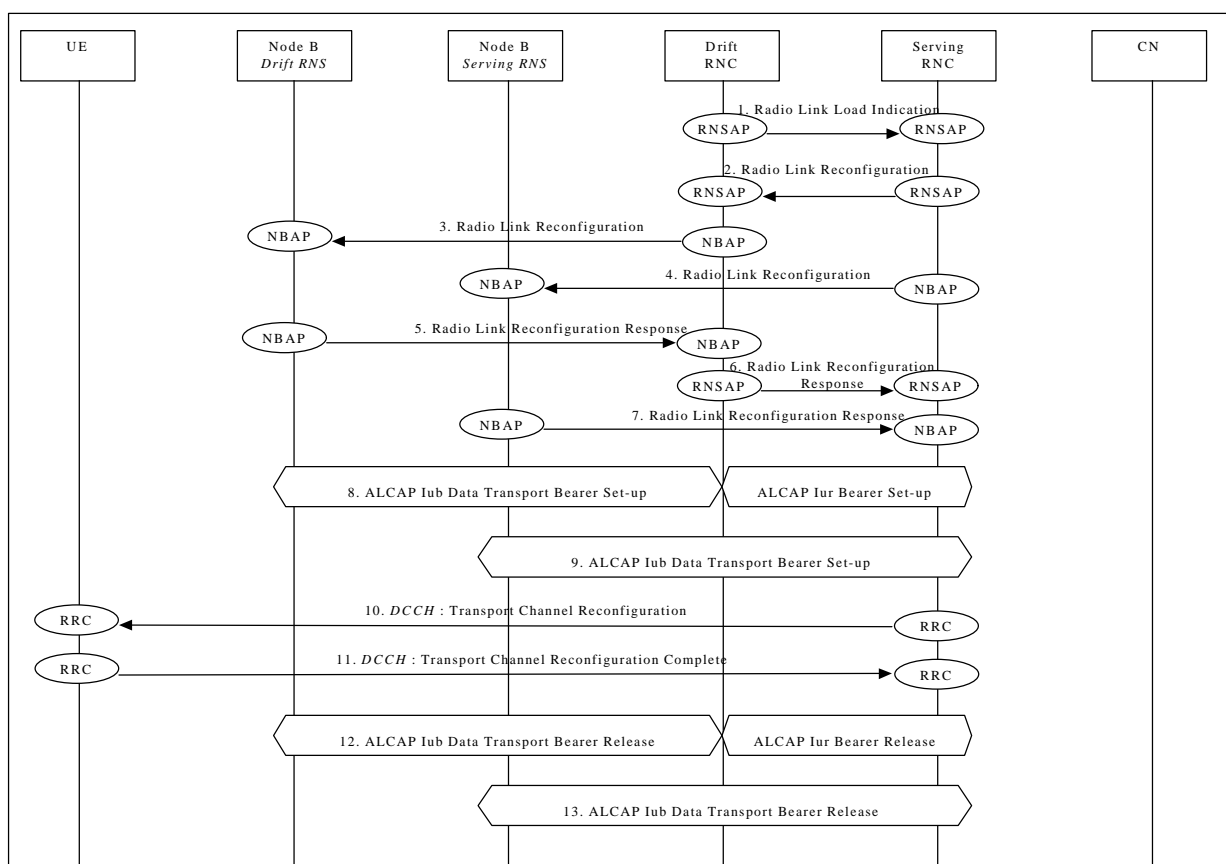 UE
Node B
Drift RNS
Node B
Serving RNS
Drift
RNC
Serving
RNC
CN
1. Radio Link Load Indication
RNSAP
RNSAP
2. Radio Link Reconfiguration
RNSAP
RNSAP
3. Radio Link Reconfiguration
NBAP
NBAP
4. Radio Link Reconfiguration
NBAP
NBAP
5. Radio Link Reconfiguration Response
NBAP
NBAP
6. Radio Link Reconfiguration
Response
RNSAP
RNSAP
7. Radio Link Reconfiguration Response
NBAP
NBAP
8. ALCAP Iub Data Transport Bearer Set-up
ALCAP Iur Bearer Set-up
9. ALCAP Iub Data Transport Bearer Set-up
10. DCCH : Transport Channel Reconfiguration
RRC
RRC
11. DCCH : Transport Channel Reconfiguration Complete
RRC
RRC
12. ALCAP Iub Data Transport Bearer Release
ALCAP Iur Bearer Release
13. ALCAP Iub Data Transport Bearer Release